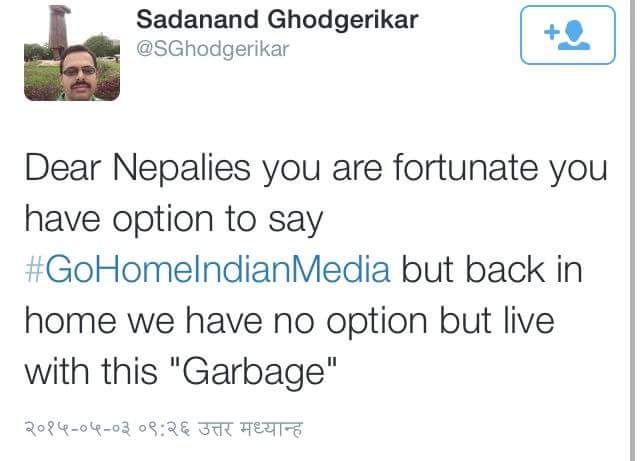 Sadanand Ghodgerikar
@SGhodgerikar
Dear Nepalies you are fortunate you
have option to say
#GoHomeIndianMedia but back in
home we have no option but live
with this "Garbage"
२०१५-०५-०३ ०९:२६ उत्तर मध्यान्ह